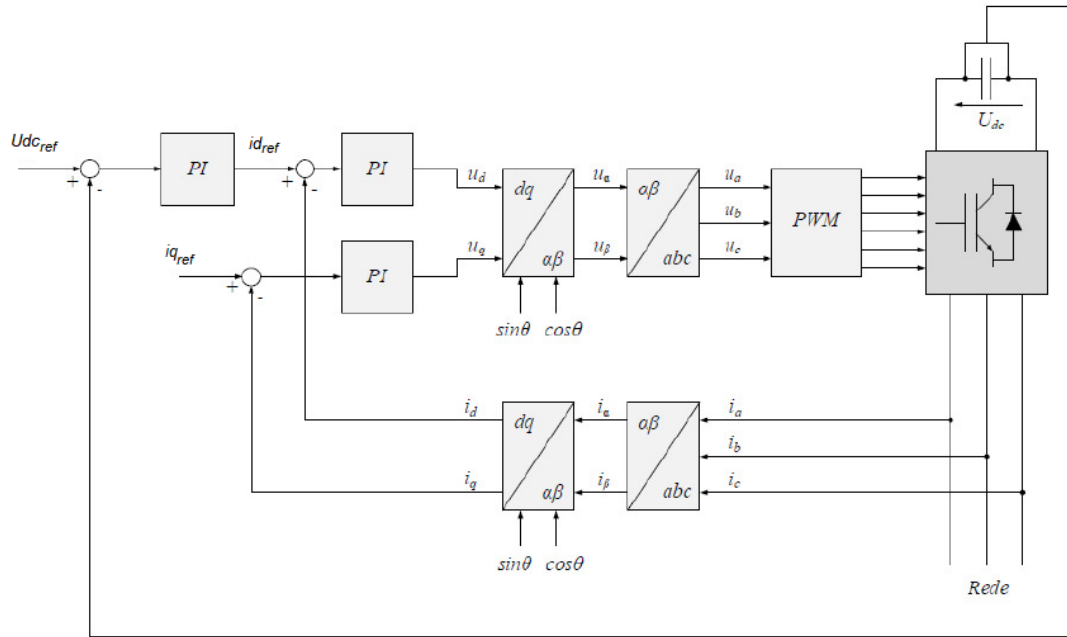 U_dc
Udc_ref
+
-
PI
id_ref
+
-
PI
u_d
dq
αβ
u_α
u_β
αβ
abc
u_a
u_b
u_c
PWM
iq_ref
+
-
PI
u_q
sinθ
cosθ
i_d
i_q
dq
αβ
i_α
i_β
αβ
abc
i_a
i_b
i_c
sinθ
cosθ
Rede